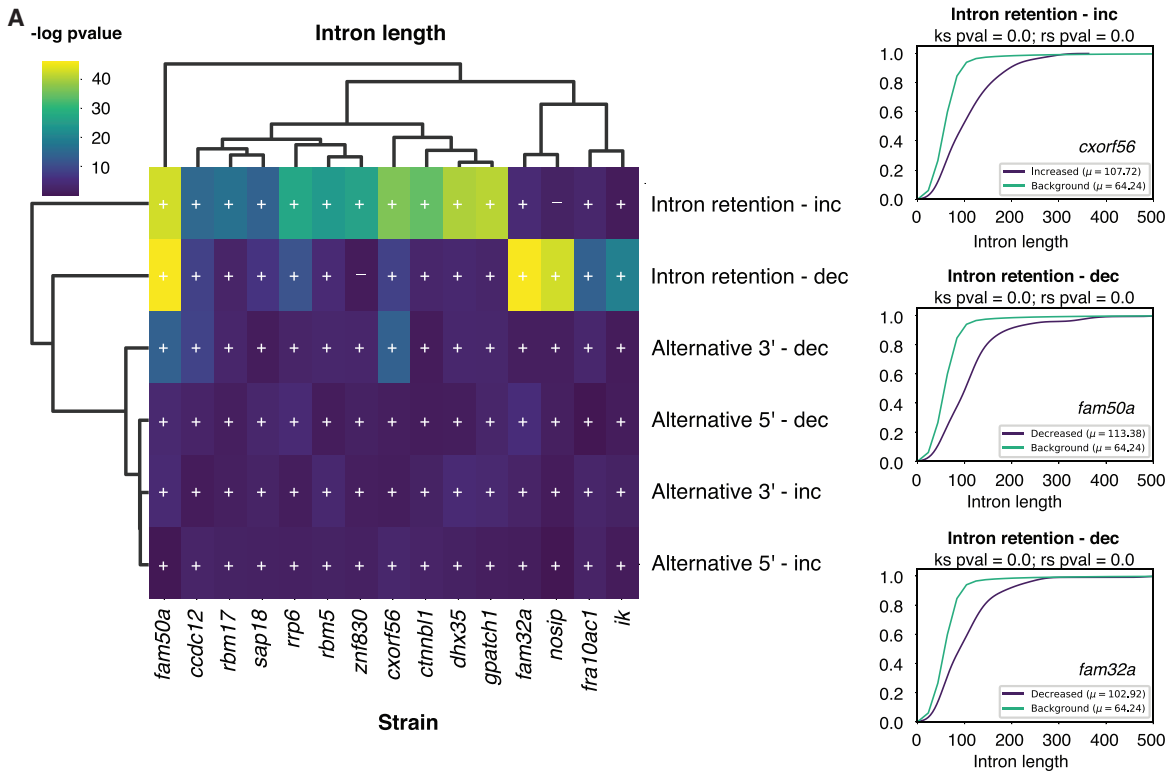 A
-log pvalue
40
30
20
10
Intron length
+ + + + + + + + + + + + − + +
Intron retention - inc
+ + + + + + − + + + + + + + +
Intron retention - dec
+ + + + + + + + + + + + + + +
Alternative 3' - dec
+ + + + + + + + + + + + + + +
Alternative 5' - dec
+ + + + + + + + + + + + + + +
Alternative 3' - inc
+ + + + + + + + + + + + + + +
Alternative 5' - inc
fam50a
ccdc12
rbm17
sap18
rrp6
rbm5
znf830
cxorf56
ctnnbl1
dhx35
gpatch1
fam32a
nosip
fra10ac1
ik
Strain
Intron retention - inc
ks pval = 0.0; rs pval = 0.0
1.0
0.8
0.6
0.4
0.2
0.0
cxorf56
Increased (μ = 107.72)
Background (μ = 64.24)
0 100 200 300 400 500
Intron length
Intron retention - dec
ks pval = 0.0; rs pval = 0.0
1.0
0.8
0.6
0.4
0.2
0.0
fam50a
Decreased (μ = 113.38)
Background (μ = 64.24)
0 100 200 300 400 500
Intron length
Intron retention - dec
ks pval = 0.0; rs pval = 0.0
1.0
0.8
0.6
0.4
0.2
0.0
fam32a
Decreased (μ = 102.92)
Background (μ = 64.24)
0 100 200 300 400 500
Intron length